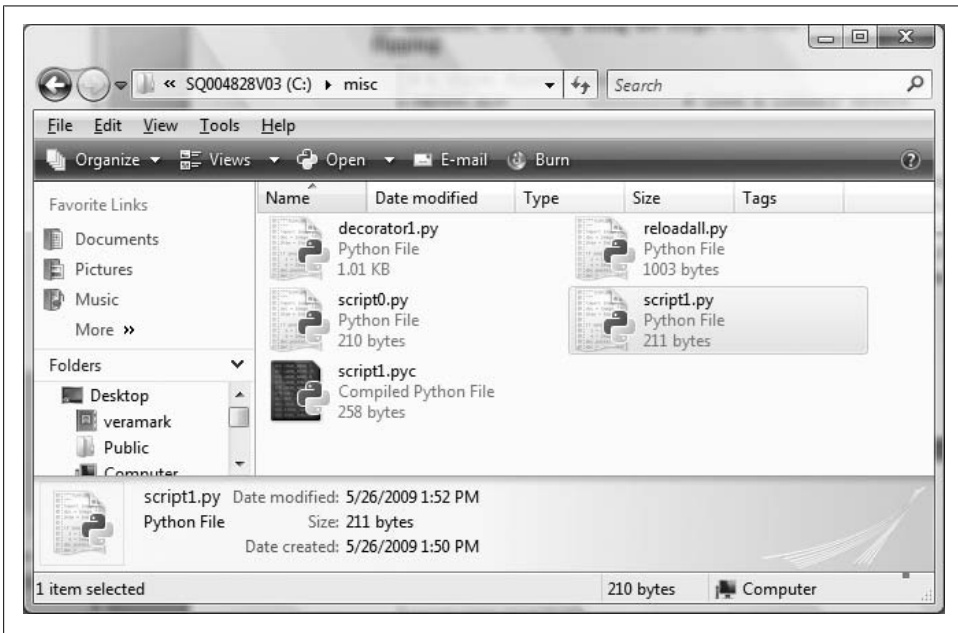 « SQ004828V03 (C:) ▸ misc
Search
File Edit View Tools Help
Organize Views Open E-mail Burn
Favorite Links
Documents
Pictures
Music
More »
Folders
Desktop
veramark
Public
Computer
Name Date modified Type Size Tags
decorator1.py
Python File
1.01 KB
reloadall.py
Python File
1003 bytes
script0.py
Python File
210 bytes
script1.py
Python File
211 bytes
script1.pyc
Compiled Python File
258 bytes
script1.py Date modified: 5/26/2009 1:52 PM
Python File Size: 211 bytes
Date created: 5/26/2009 1:50 PM
1 item selected 210 bytes Computer